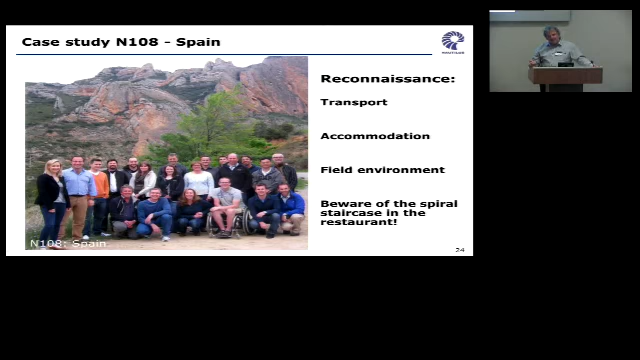 Case study N108 - Spain
Reconnaissance:
Transport
Accommodation
Field environment
Beware of the spiral
staircase in the
restaurant!
N108: Spain
24